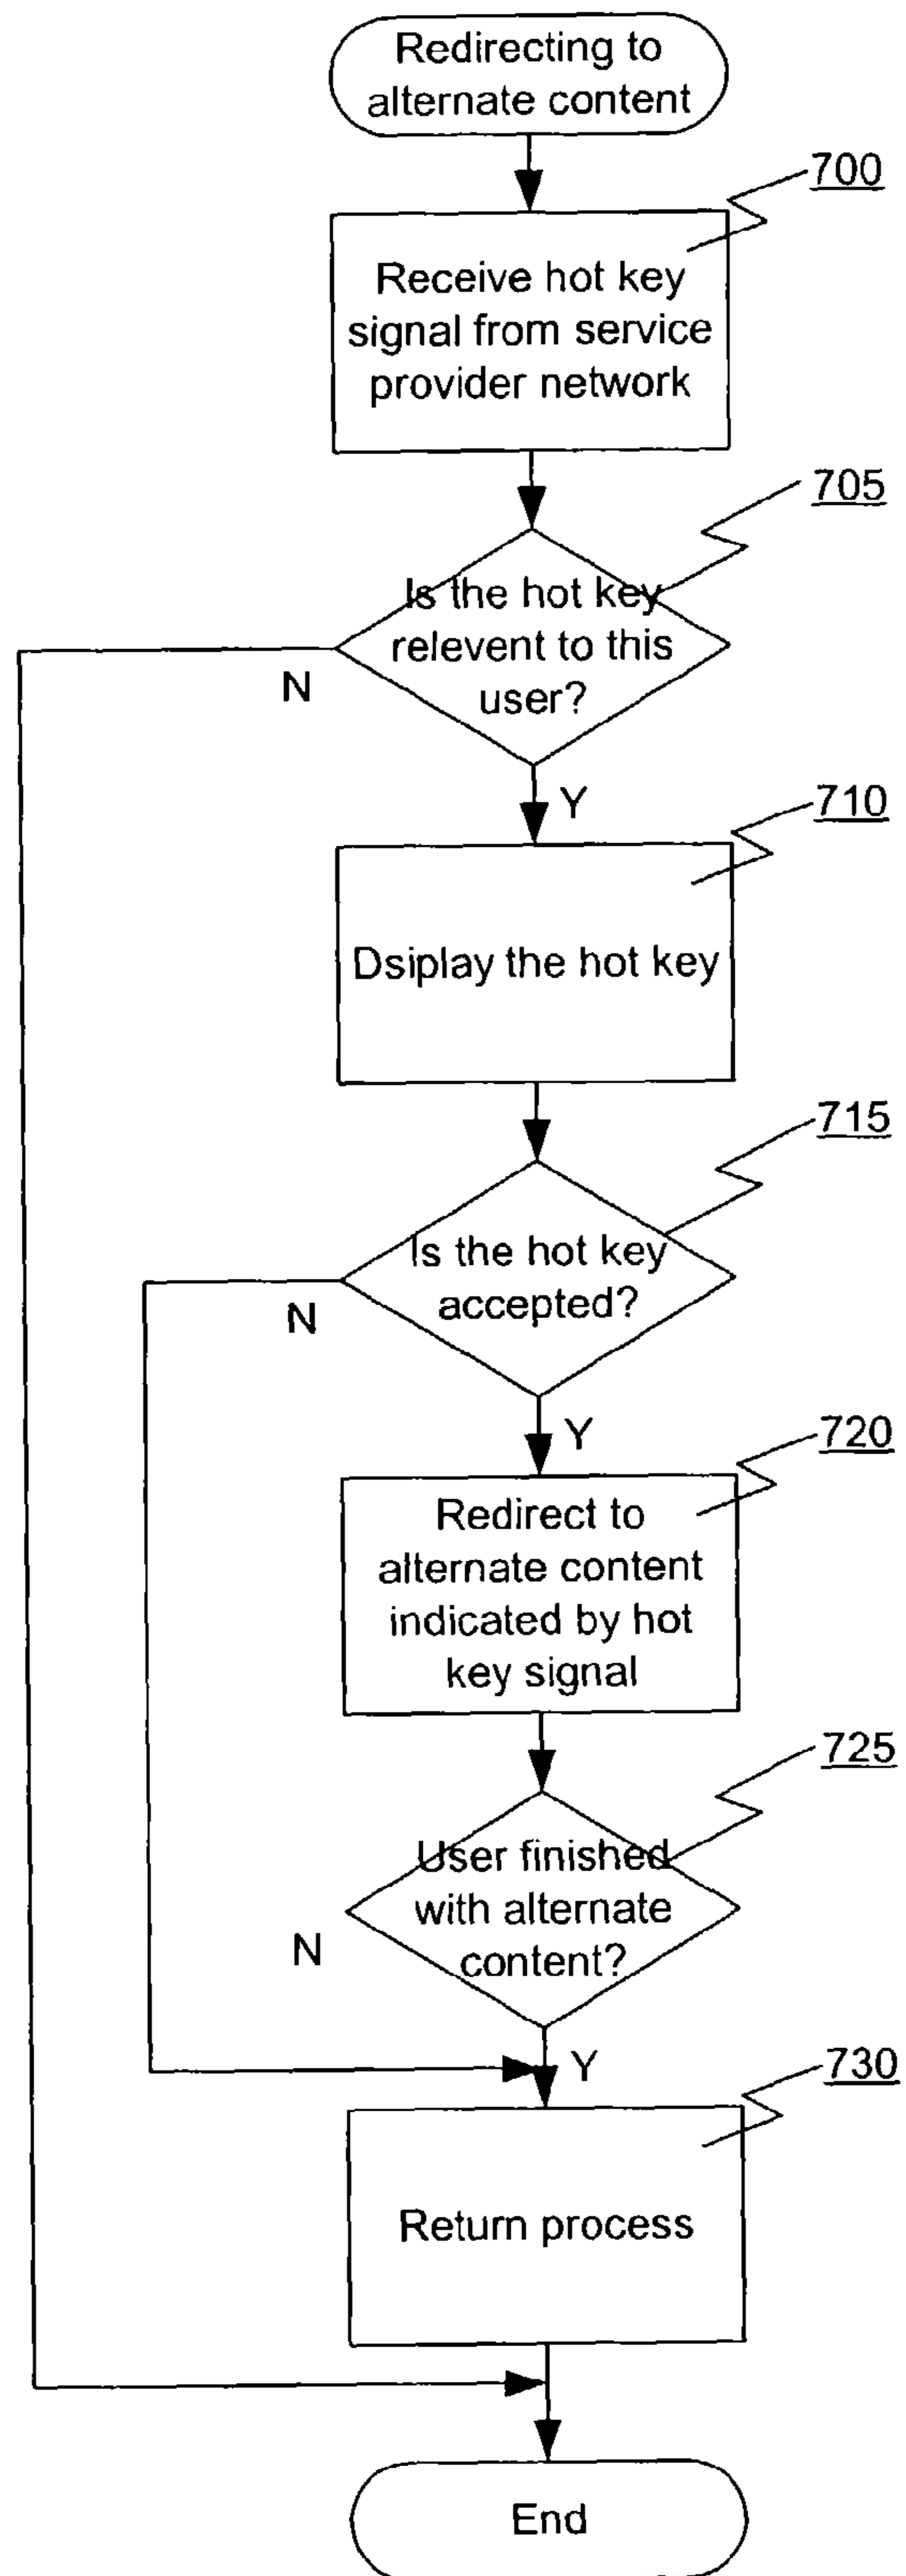 Redirecting to
alternate content
700
Receive hot key
signal from service
provider network
705
Is the hot key
relevent to this
user?
N
Y
710
Dsiplay the hot key
715
Is the hot key
accepted?
N
Y
720
Redirect to
alternate content
indicated by hot
key signal
725
User finished
with alternate
content?
N
Y
730
Return process
End